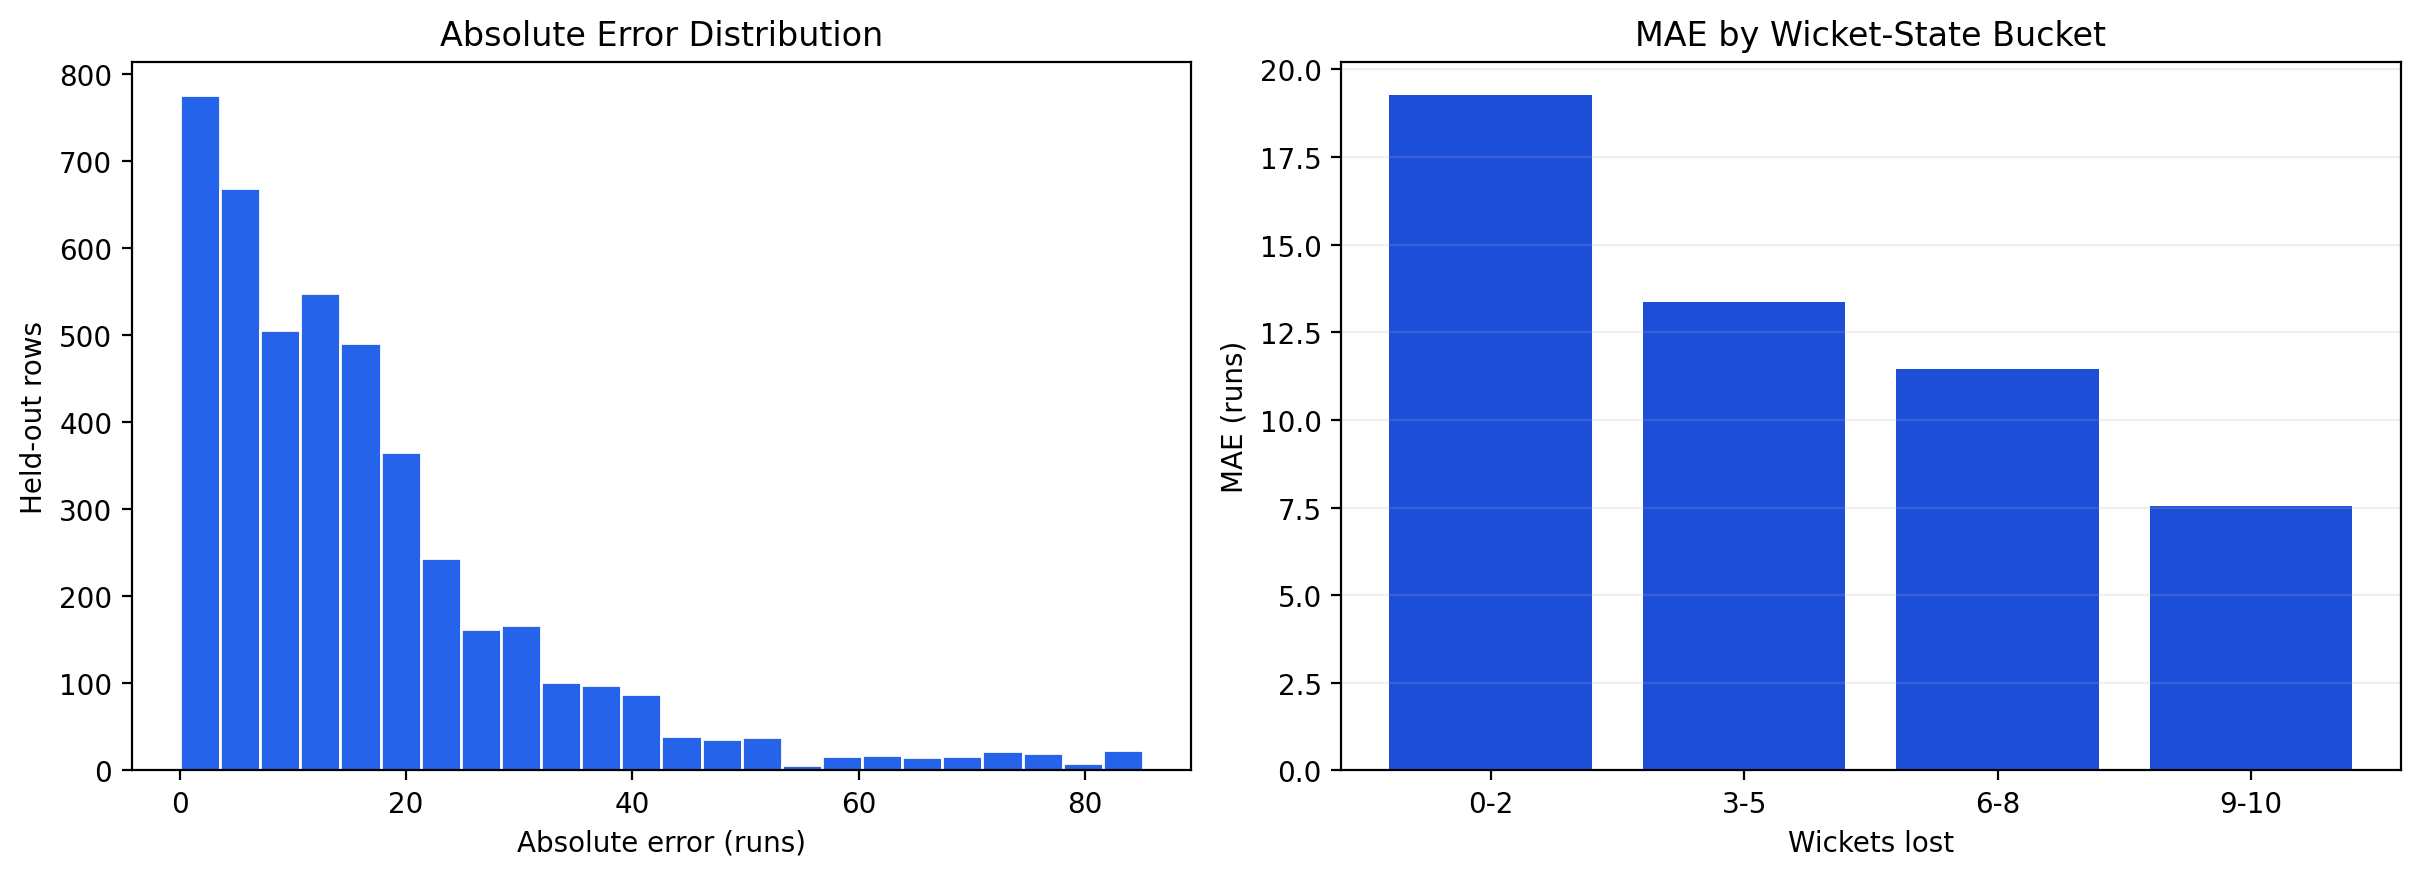 Absolute Error Distribution
Held-out rows
800
700
600
500
400
300
200
100
0
0 20 40 60 80
Absolute error (runs)
MAE by Wicket-State Bucket
MAE (runs)
20.0
17.5
15.0
12.5
10.0
7.5
5.0
2.5
0.0
0-2 3-5 6-8 9-10
Wickets lost